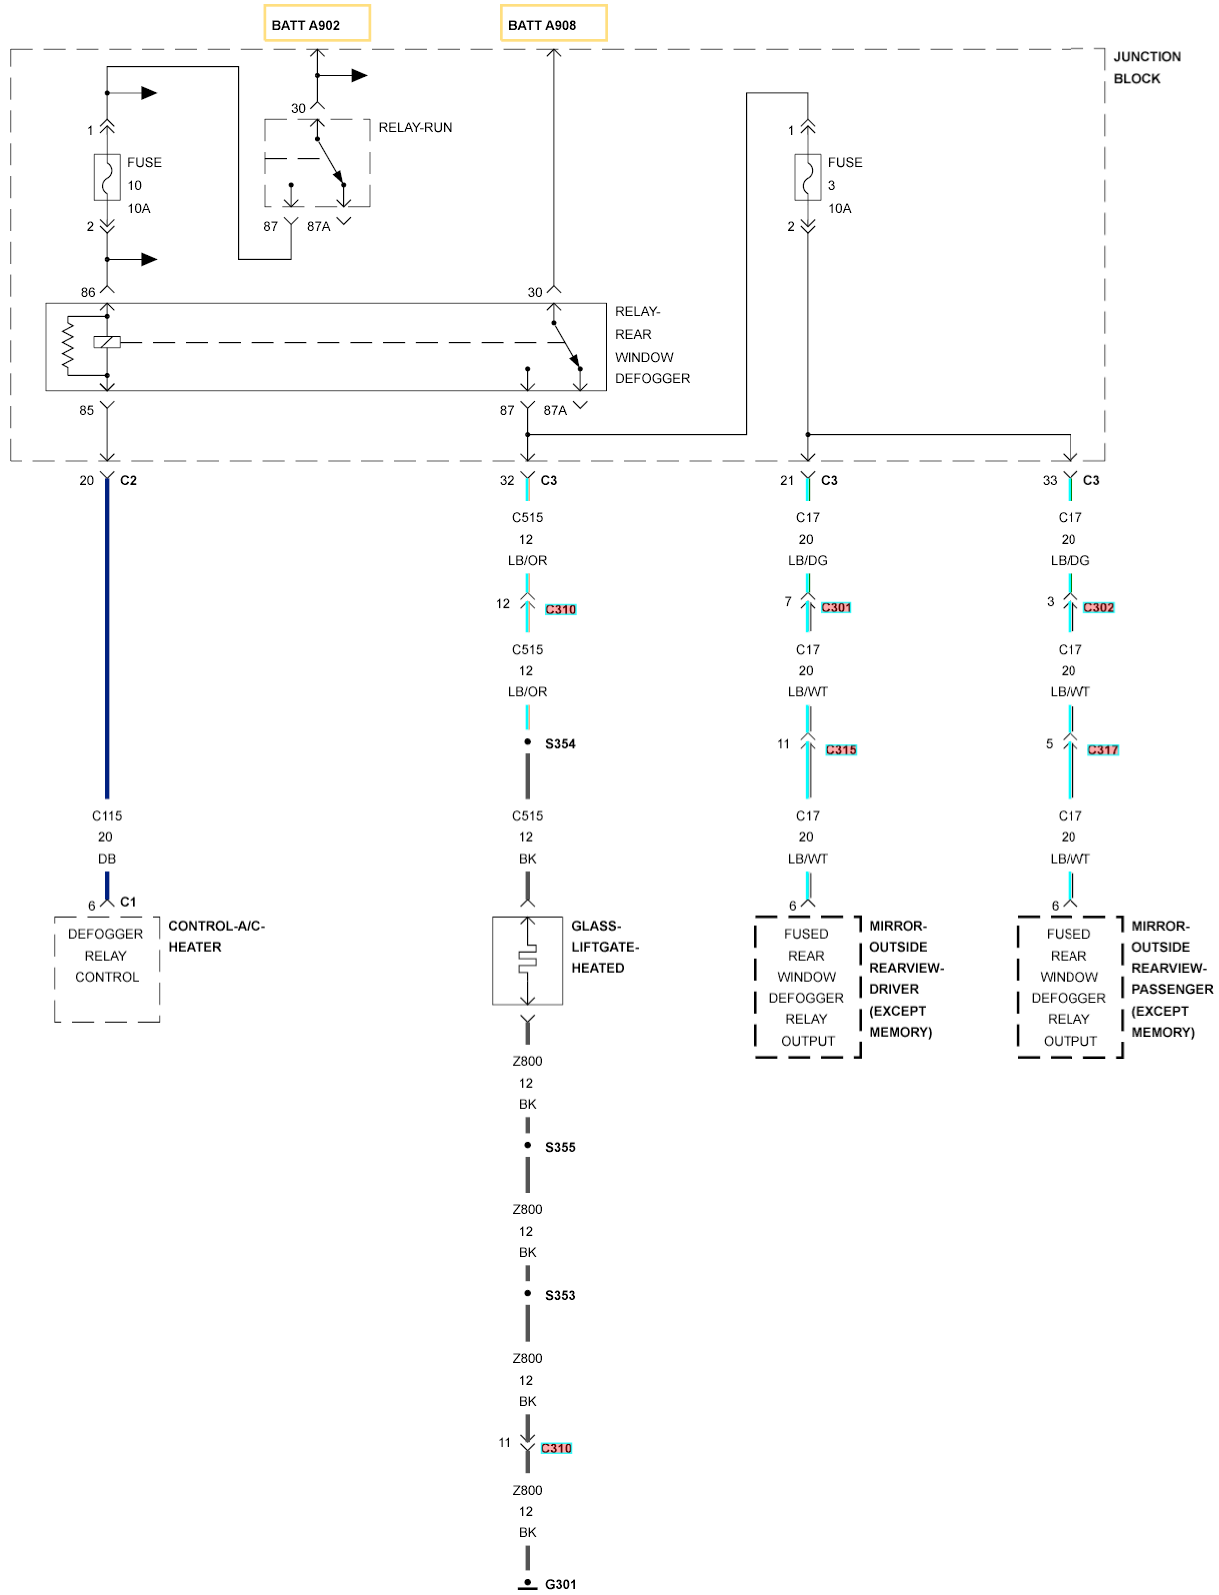 BATT A902
BATT A908
JUNCTION
BLOCK
30
RELAY-RUN
1
FUSE
10
10A
2
87
87A
1
FUSE
3
10A
2
86
30
RELAY-
REAR
WINDOW
DEFOGGER
85
87
87A
20
C2
32
C3
21
C3
33
C3
C515
12
LB/OR
C17
20
LB/DG
C17
20
LB/DG
12
C310
7
C301
3
C302
C515
12
LB/OR
C17
20
LB/WT
C17
20
LB/WT
S354
11
C315
5
C317
C115
20
DB
C515
12
BK
C17
20
LB/WT
C17
20
LB/WT
6
C1
6
6
DEFOGGER
RELAY
CONTROL
CONTROL-A/C-
HEATER
GLASS-
LIFTGATE-
HEATED
FUSED
REAR
WINDOW
DEFOGGER
RELAY
OUTPUT
MIRROR-
OUTSIDE
REARVIEW-
DRIVER
(EXCEPT
MEMORY)
FUSED
REAR
WINDOW
DEFOGGER
RELAY
OUTPUT
MIRROR-
OUTSIDE
REARVIEW-
PASSENGER
(EXCEPT
MEMORY)
Z800
12
BK
S355
Z800
12
BK
S353
Z800
12
BK
11
C310
Z800
12
BK
G301